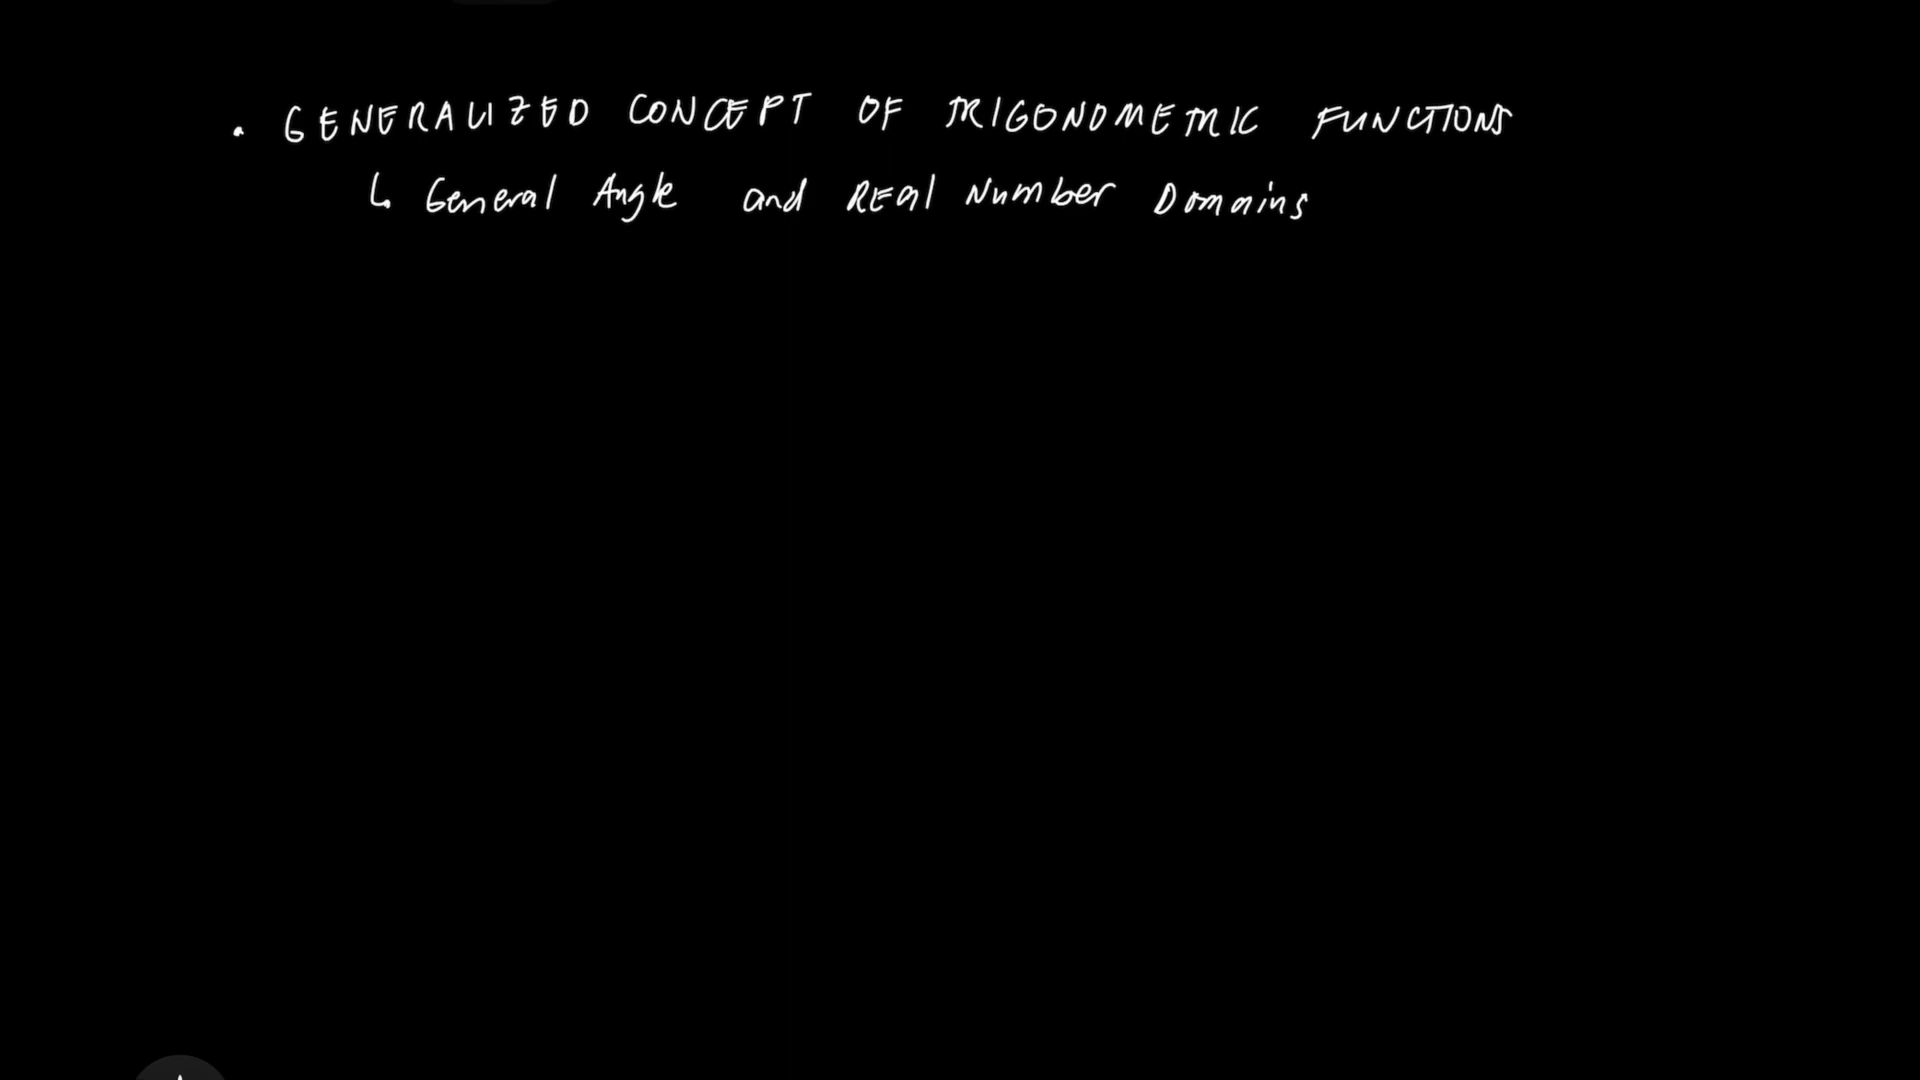 . GENERALIZED CONCEPT OF TRIGONOMETRIC FUNCTIONS
↳ General Angle and REal Number Domains